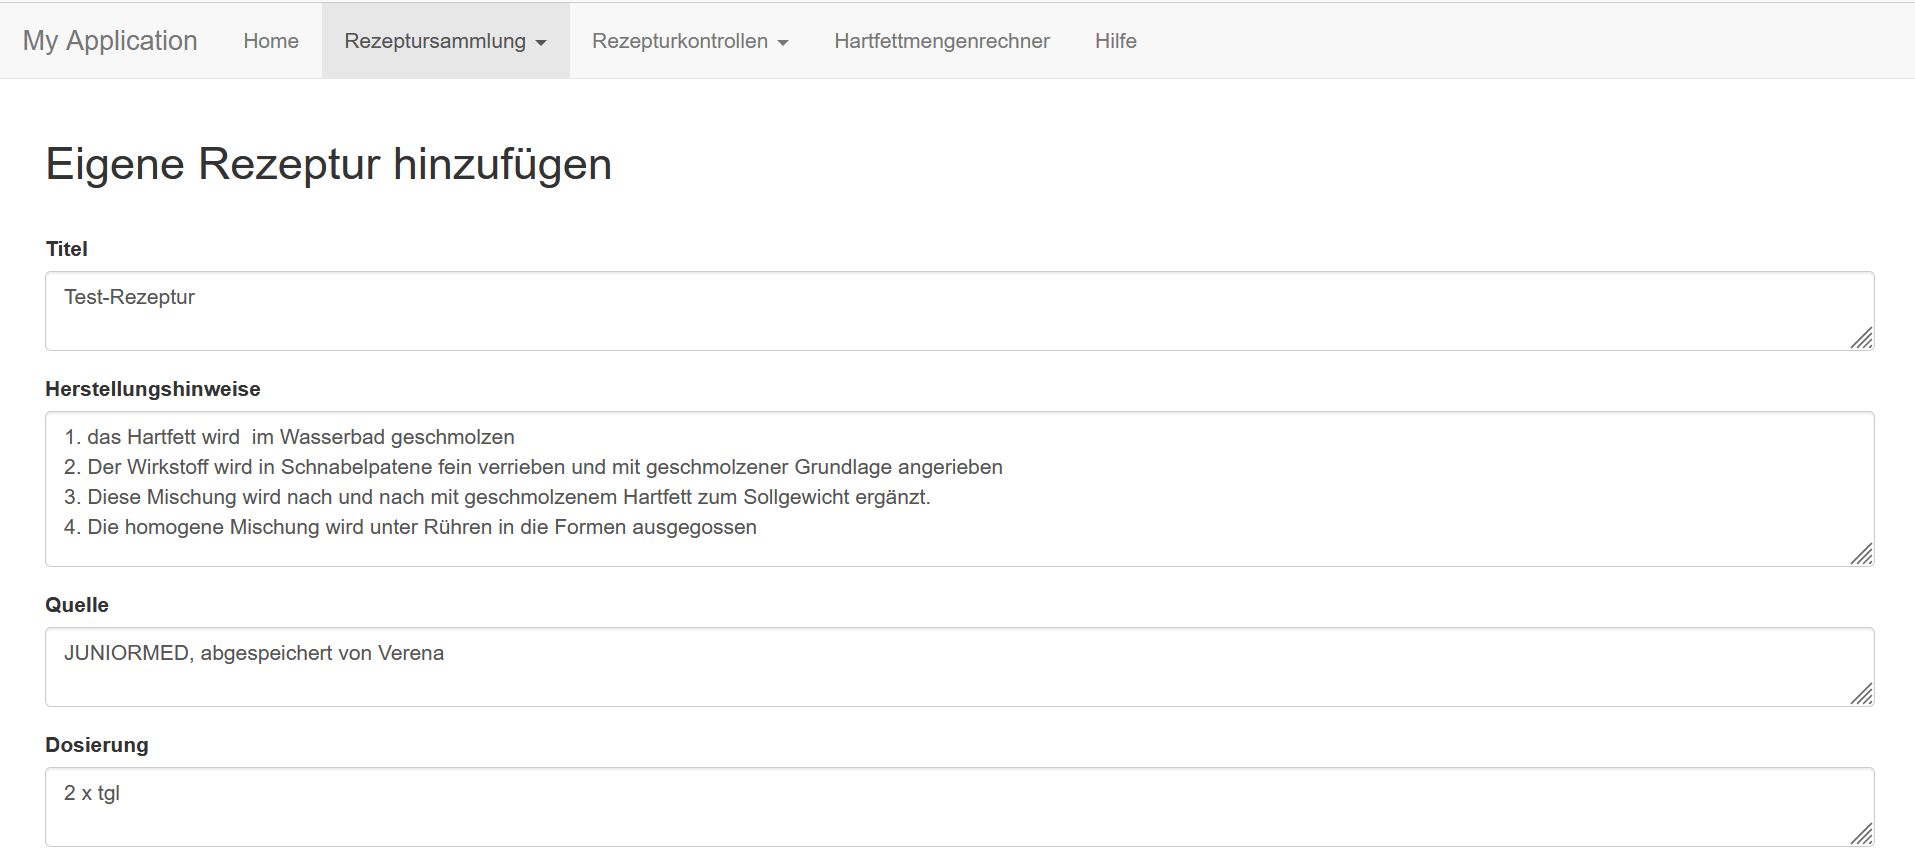 My Application Home Rezeptursammlung Rezepturkontrollen Hartfettmengenrechner Hilfe
Eigene Rezeptur hinzufügen
Titel
Test-Rezeptur
Herstellungshinweise
1. das Hartfett wird  im Wasserbad geschmolzen
2. Der Wirkstoff wird in Schnabelpatene fein verrieben und mit geschmolzener Grundlage angerieben
3. Diese Mischung wird nach und nach mit geschmolzenem Hartfett zum Sollgewicht ergänzt.
4. Die homogene Mischung wird unter Rühren in die Formen ausgegossen
Quelle
JUNIORMED, abgespeichert von Verena
Dosierung
2 x tgl